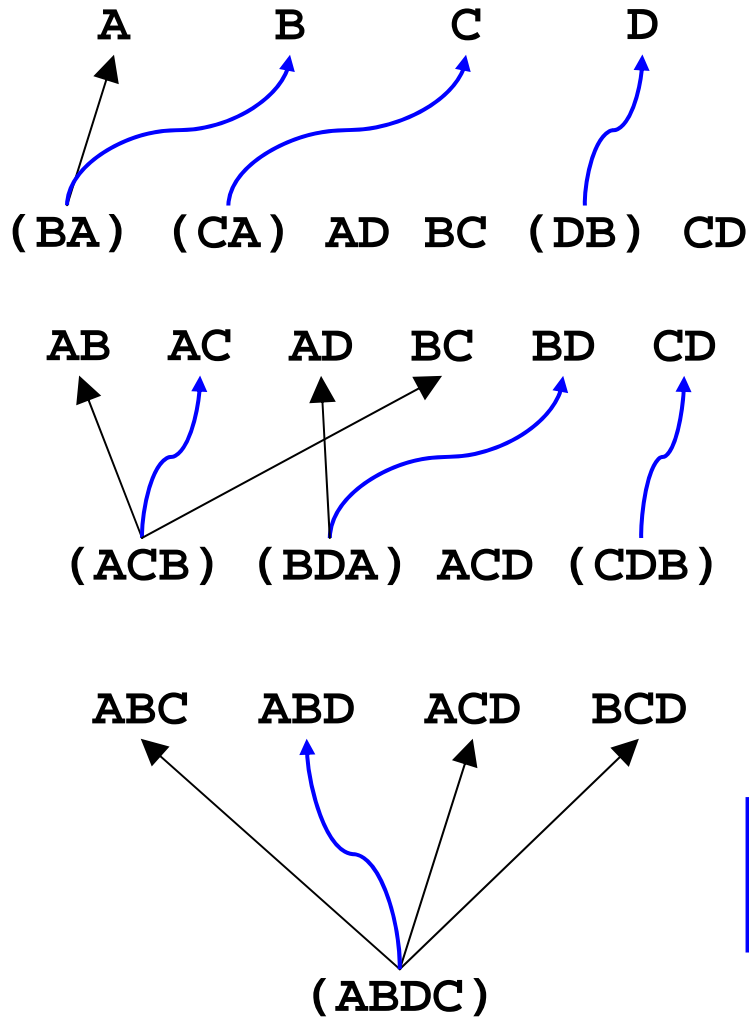 A B C D
(BA) (CA) AD BC (DB) CD
AB AC AD BC BD CD
(ACB) (BDA) ACD (CDB)
ABC ABD ACD BCD
(ABDC)